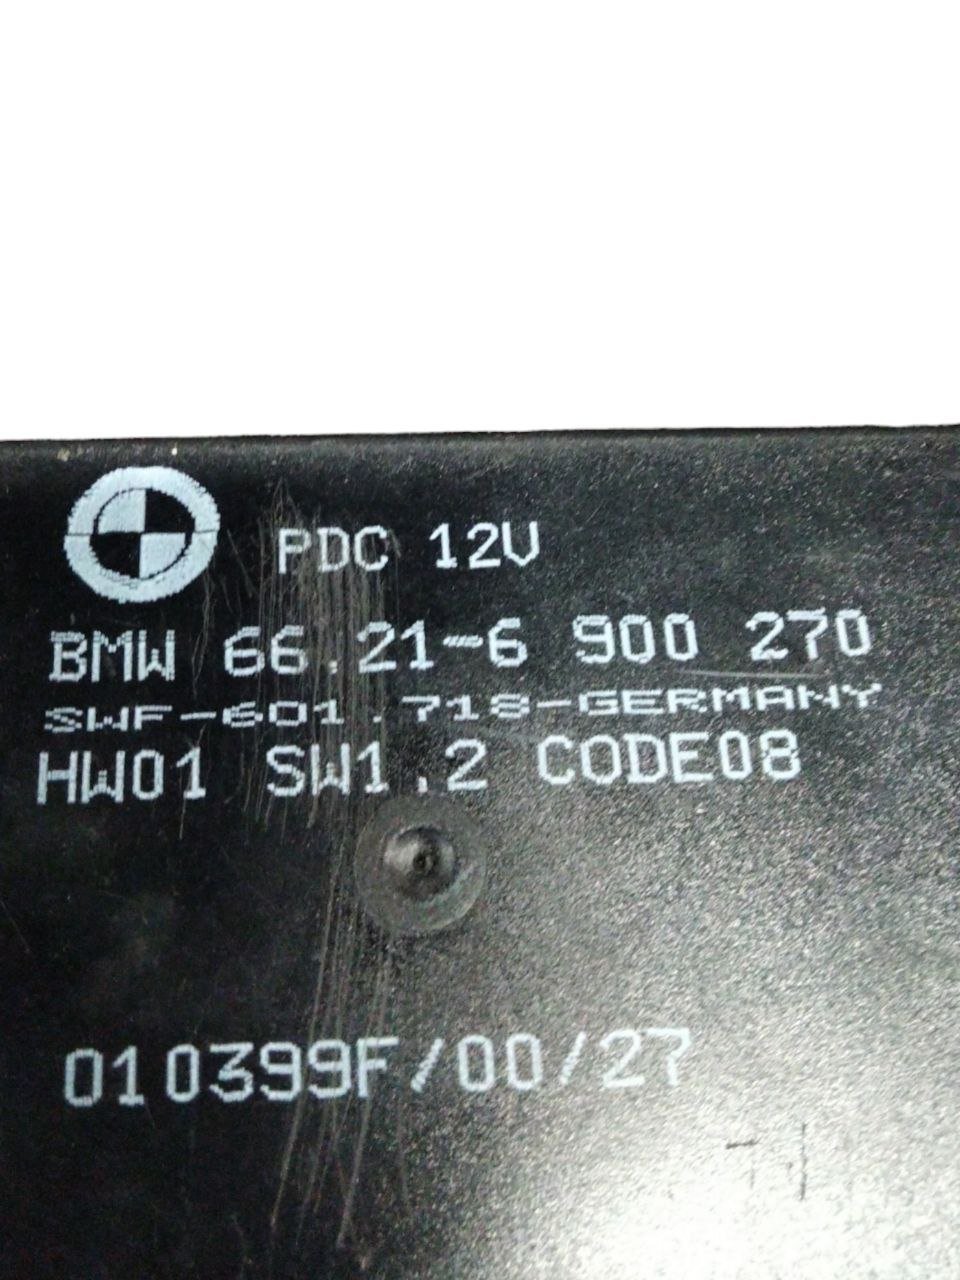 PDC 12V
BMW 66.21-6 900 270
SWF-601.718-GERMANY
HW01 SW1.2 CODE08
010399F/00/27